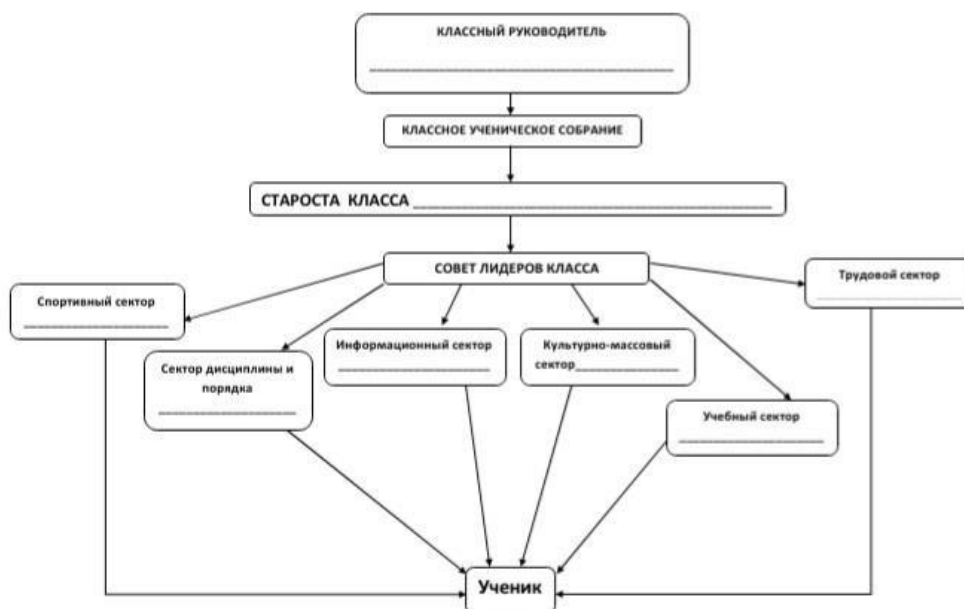 КЛАССНЫЙ РУКОВОДИТЕЛЬ
КЛАССНОЕ УЧЕНИЧЕСКОЕ СОБРАНИЕ
СТАРОСТА КЛАССА
СОВЕТ ЛИДЕРОВ КЛАССА
Трудовой сектор
Спортивный сектор
Информационный сектор
Культурно-массовый
сектор
Сектор дисциплины и
порядка
Учебный сектор
Ученик